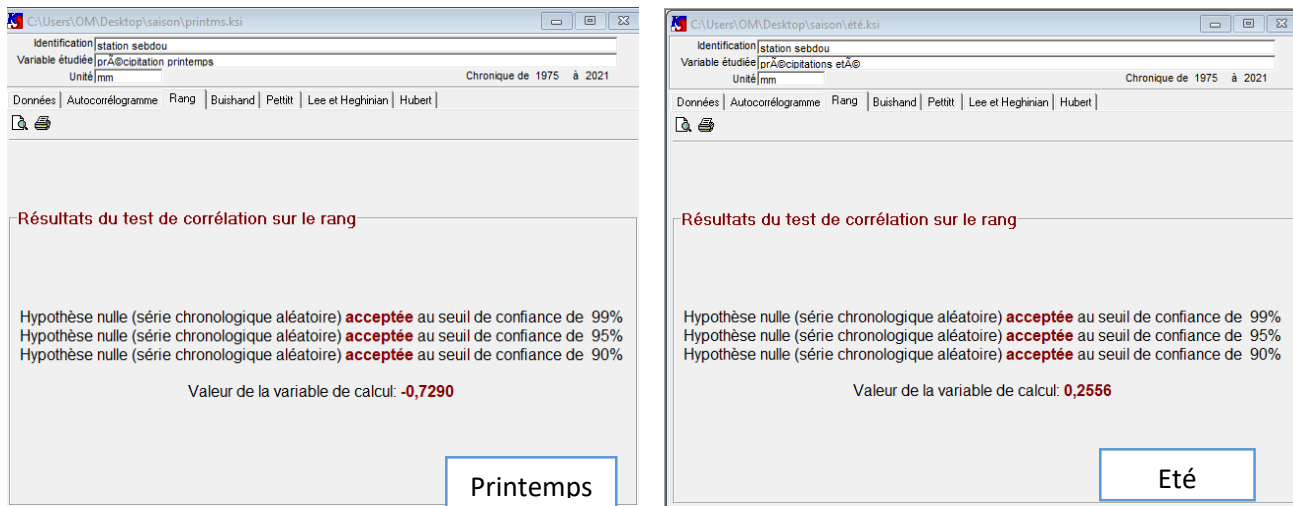 C:\Users\OM\Desktop\saison\printms.ksi
Identification station sebdou
Variable étudiée prÃ©cipitation printemps
Unité mm Chronique de 1975 à 2021
Données Autocorrélogramme Rang Buishand Pettitt Lee et Heghinian Hubert
Résultats du test de corrélation sur le rang
Hypothèse nulle (série chronologique aléatoire) acceptée au seuil de confiance de 99%
Hypothèse nulle (série chronologique aléatoire) acceptée au seuil de confiance de 95%
Hypothèse nulle (série chronologique aléatoire) acceptée au seuil de confiance de 90%
Valeur de la variable de calcul: -0,7290
Printemps
C:\Users\OM\Desktop\saison\été.ksi
Identification station sebdou
Variable étudiée prÃ©cipitations etÃ©
Unité mm Chronique de 1975 à 2021
Données Autocorrélogramme Rang Buishand Pettitt Lee et Heghinian Hubert
Résultats du test de corrélation sur le rang
Hypothèse nulle (série chronologique aléatoire) acceptée au seuil de confiance de 99%
Hypothèse nulle (série chronologique aléatoire) acceptée au seuil de confiance de 95%
Hypothèse nulle (série chronologique aléatoire) acceptée au seuil de confiance de 90%
Valeur de la variable de calcul: 0,2556
Eté